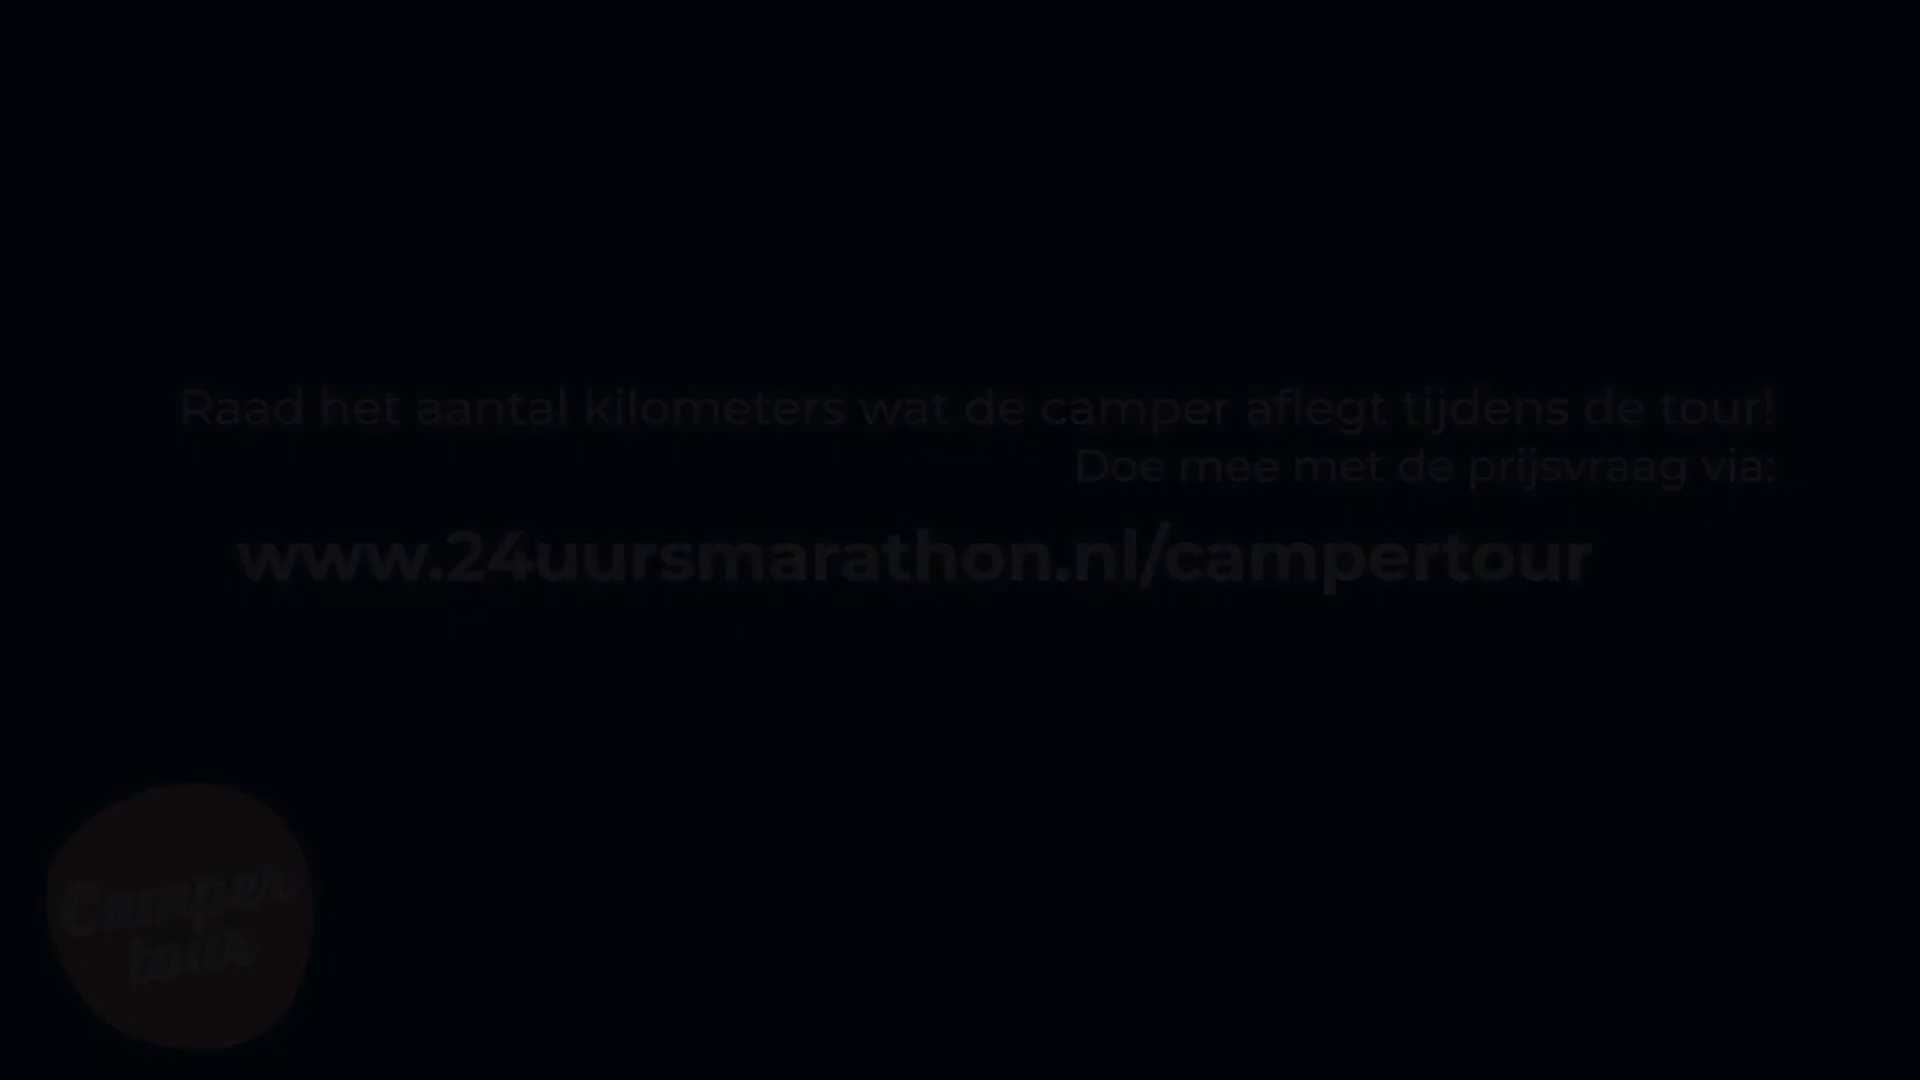 Raad het aantal kilometers wat de camper aflegt tijdens de tour!
Doe mee met de prijsvraag via:
www.24uursmarathon.nl/campertour
Camper
tour